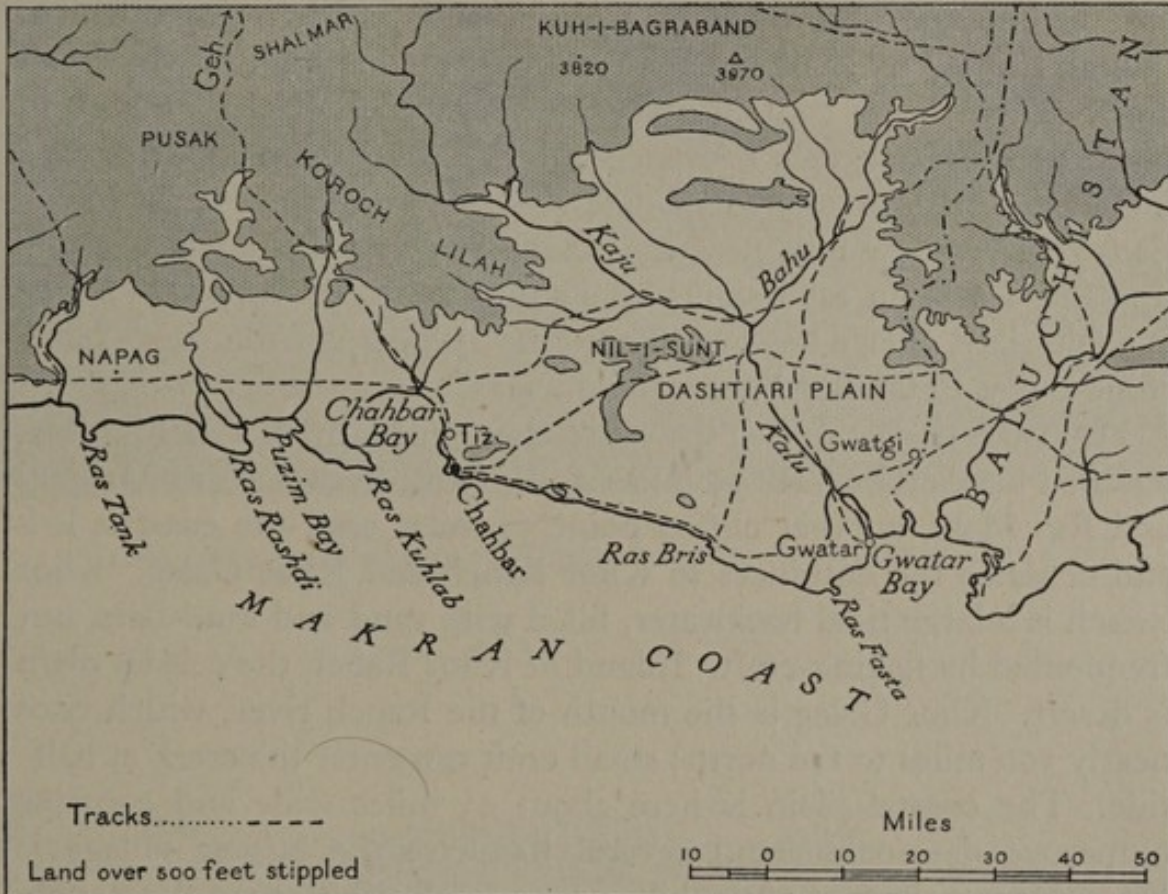 KUH-I-BAGRABAND
3820
3970
SHALMAR
Geh
PUSAK
KOROCH
LILAH
Kaju
Bahu
BALUCHISTAN
NAPAG
NIL-I-SUNT
DASHTIARI PLAIN
Chahbar
Bay
Tiz
Kalu
Gwatgi
Ras Tank
Ras Rashdi
Puzim Bay
Ras Kuhlab
Chahbar
Ras Bris
Gwatar
Gwatar
Bay
Ras Fasta
MAKRAN COAST
Tracks
Land over 500 feet stippled
Miles
10 0 10 20 30 40 50